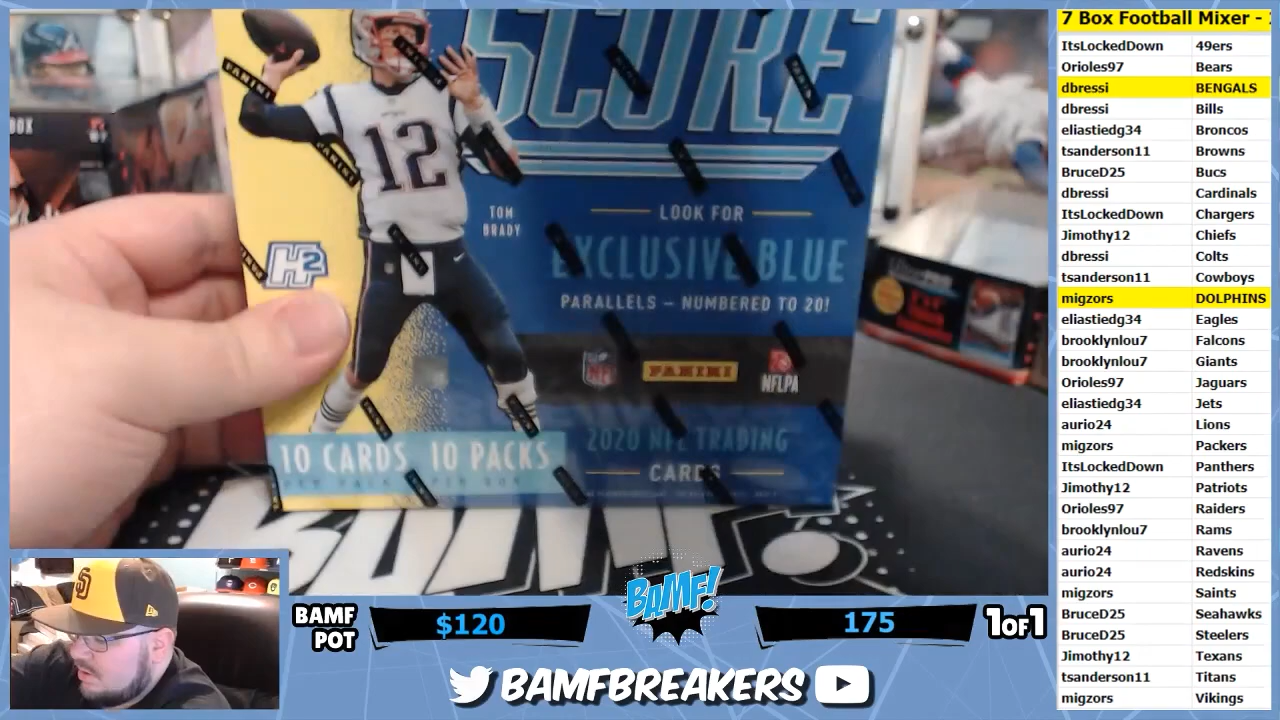 SCORE
12
TOM
BRADY
LOOK FOR
EXCLUSIVE BLUE
PARALLELS – NUMBERED TO 20!
H2
NFL
PANINI
NFLPA
10 CARDS 10 PACKS
PER PACK PER BOX
2020 NFL TRADING
CARDS
BAMF
POT
$120
BAMF!
175
1OF1
BAMFBREAKERS
7 Box Football Mixer -
ItsLockedDown 49ers
Orioles97 Bears
dbressi BENGALS
dbressi Bills
eliastiedg34 Broncos
tsanderson11 Browns
BruceD25 Bucs
dbressi Cardinals
ItsLockedDown Chargers
Jimothy12 Chiefs
dbressi Colts
tsanderson11 Cowboys
migzors DOLPHINS
eliastiedg34 Eagles
brooklynlou7 Falcons
brooklynlou7 Giants
Orioles97 Jaguars
eliastiedg34 Jets
aurio24 Lions
migzors Packers
ItsLockedDown Panthers
Jimothy12 Patriots
Orioles97 Raiders
brooklynlou7 Rams
aurio24 Ravens
aurio24 Redskins
migzors Saints
BruceD25 Seahawks
BruceD25 Steelers
Jimothy12 Texans
tsanderson11 Titans
migzors Vikings